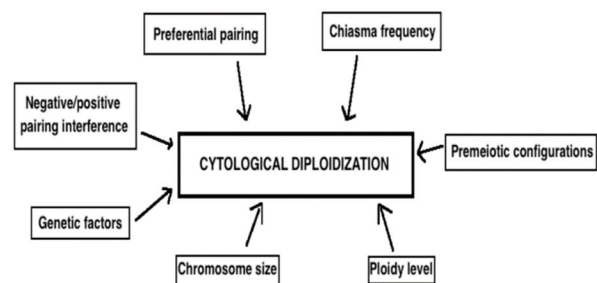 Preferential pairing
Chiasma frequency
Negative/positive
pairing interference
CYTOLOGICAL DIPLOIDIZATION
Premeiotic configurations
Genetic factors
Chromosome size
Ploidy level